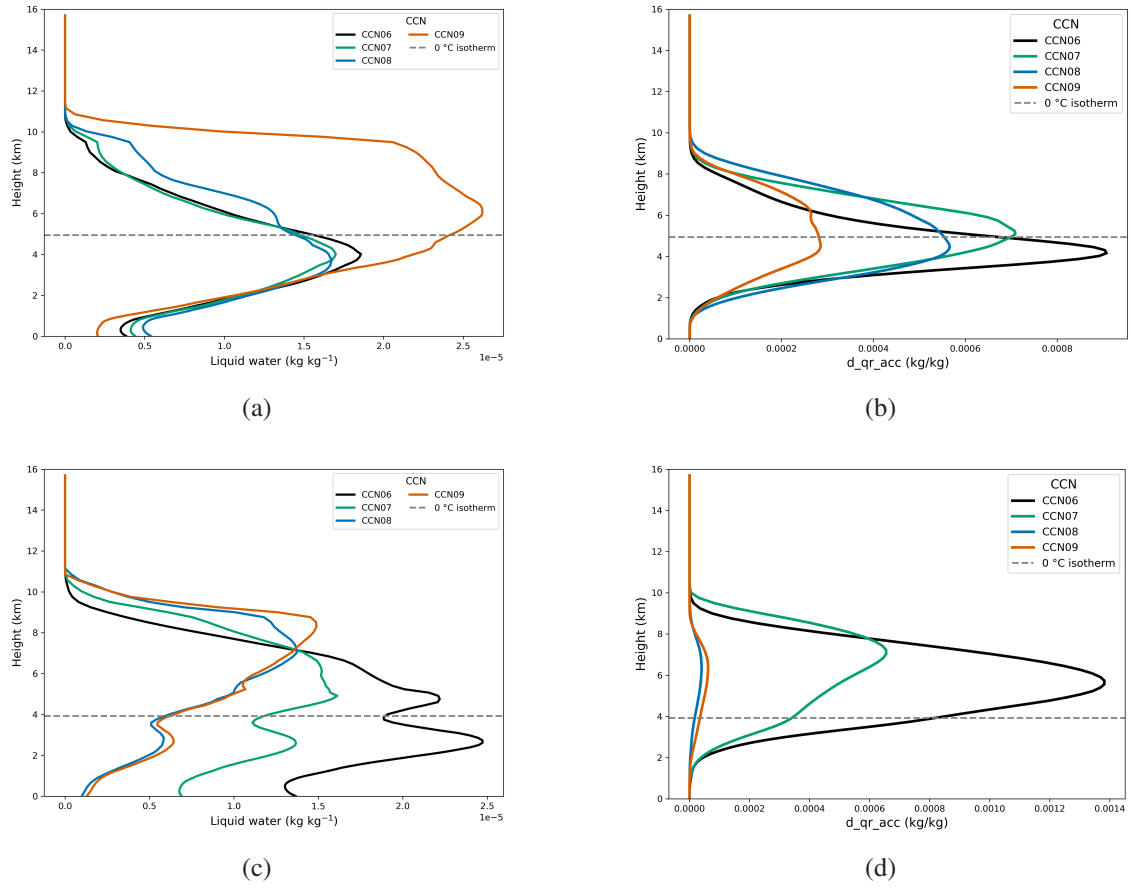 CCN
CCN06
CCN07
CCN08
CCN09
0 °C isotherm
16
14
12
10
8
6
4
2
0
Height (km)
0.0
0.5
1.0
1.5
2.0
2.5
1e−5
Liquid water (kg kg⁻¹)
(a)
CCN
CCN06
CCN07
CCN08
CCN09
0 °C isotherm
16
14
12
10
8
6
4
2
0
Height (km)
0.0000
0.0002
0.0004
0.0006
0.0008
d_qr_acc (kg/kg)
(b)
CCN
CCN06
CCN07
CCN08
CCN09
0 °C isotherm
16
14
12
10
8
6
4
2
0
Height (km)
0.0
0.5
1.0
1.5
2.0
2.5
1e−5
Liquid water (kg kg⁻¹)
(c)
CCN
CCN06
CCN07
CCN08
CCN09
0 °C isotherm
16
14
12
10
8
6
4
2
0
Height (km)
0.0000
0.0002
0.0004
0.0006
0.0008
0.0010
0.0012
0.0014
d_qr_acc (kg/kg)
(d)